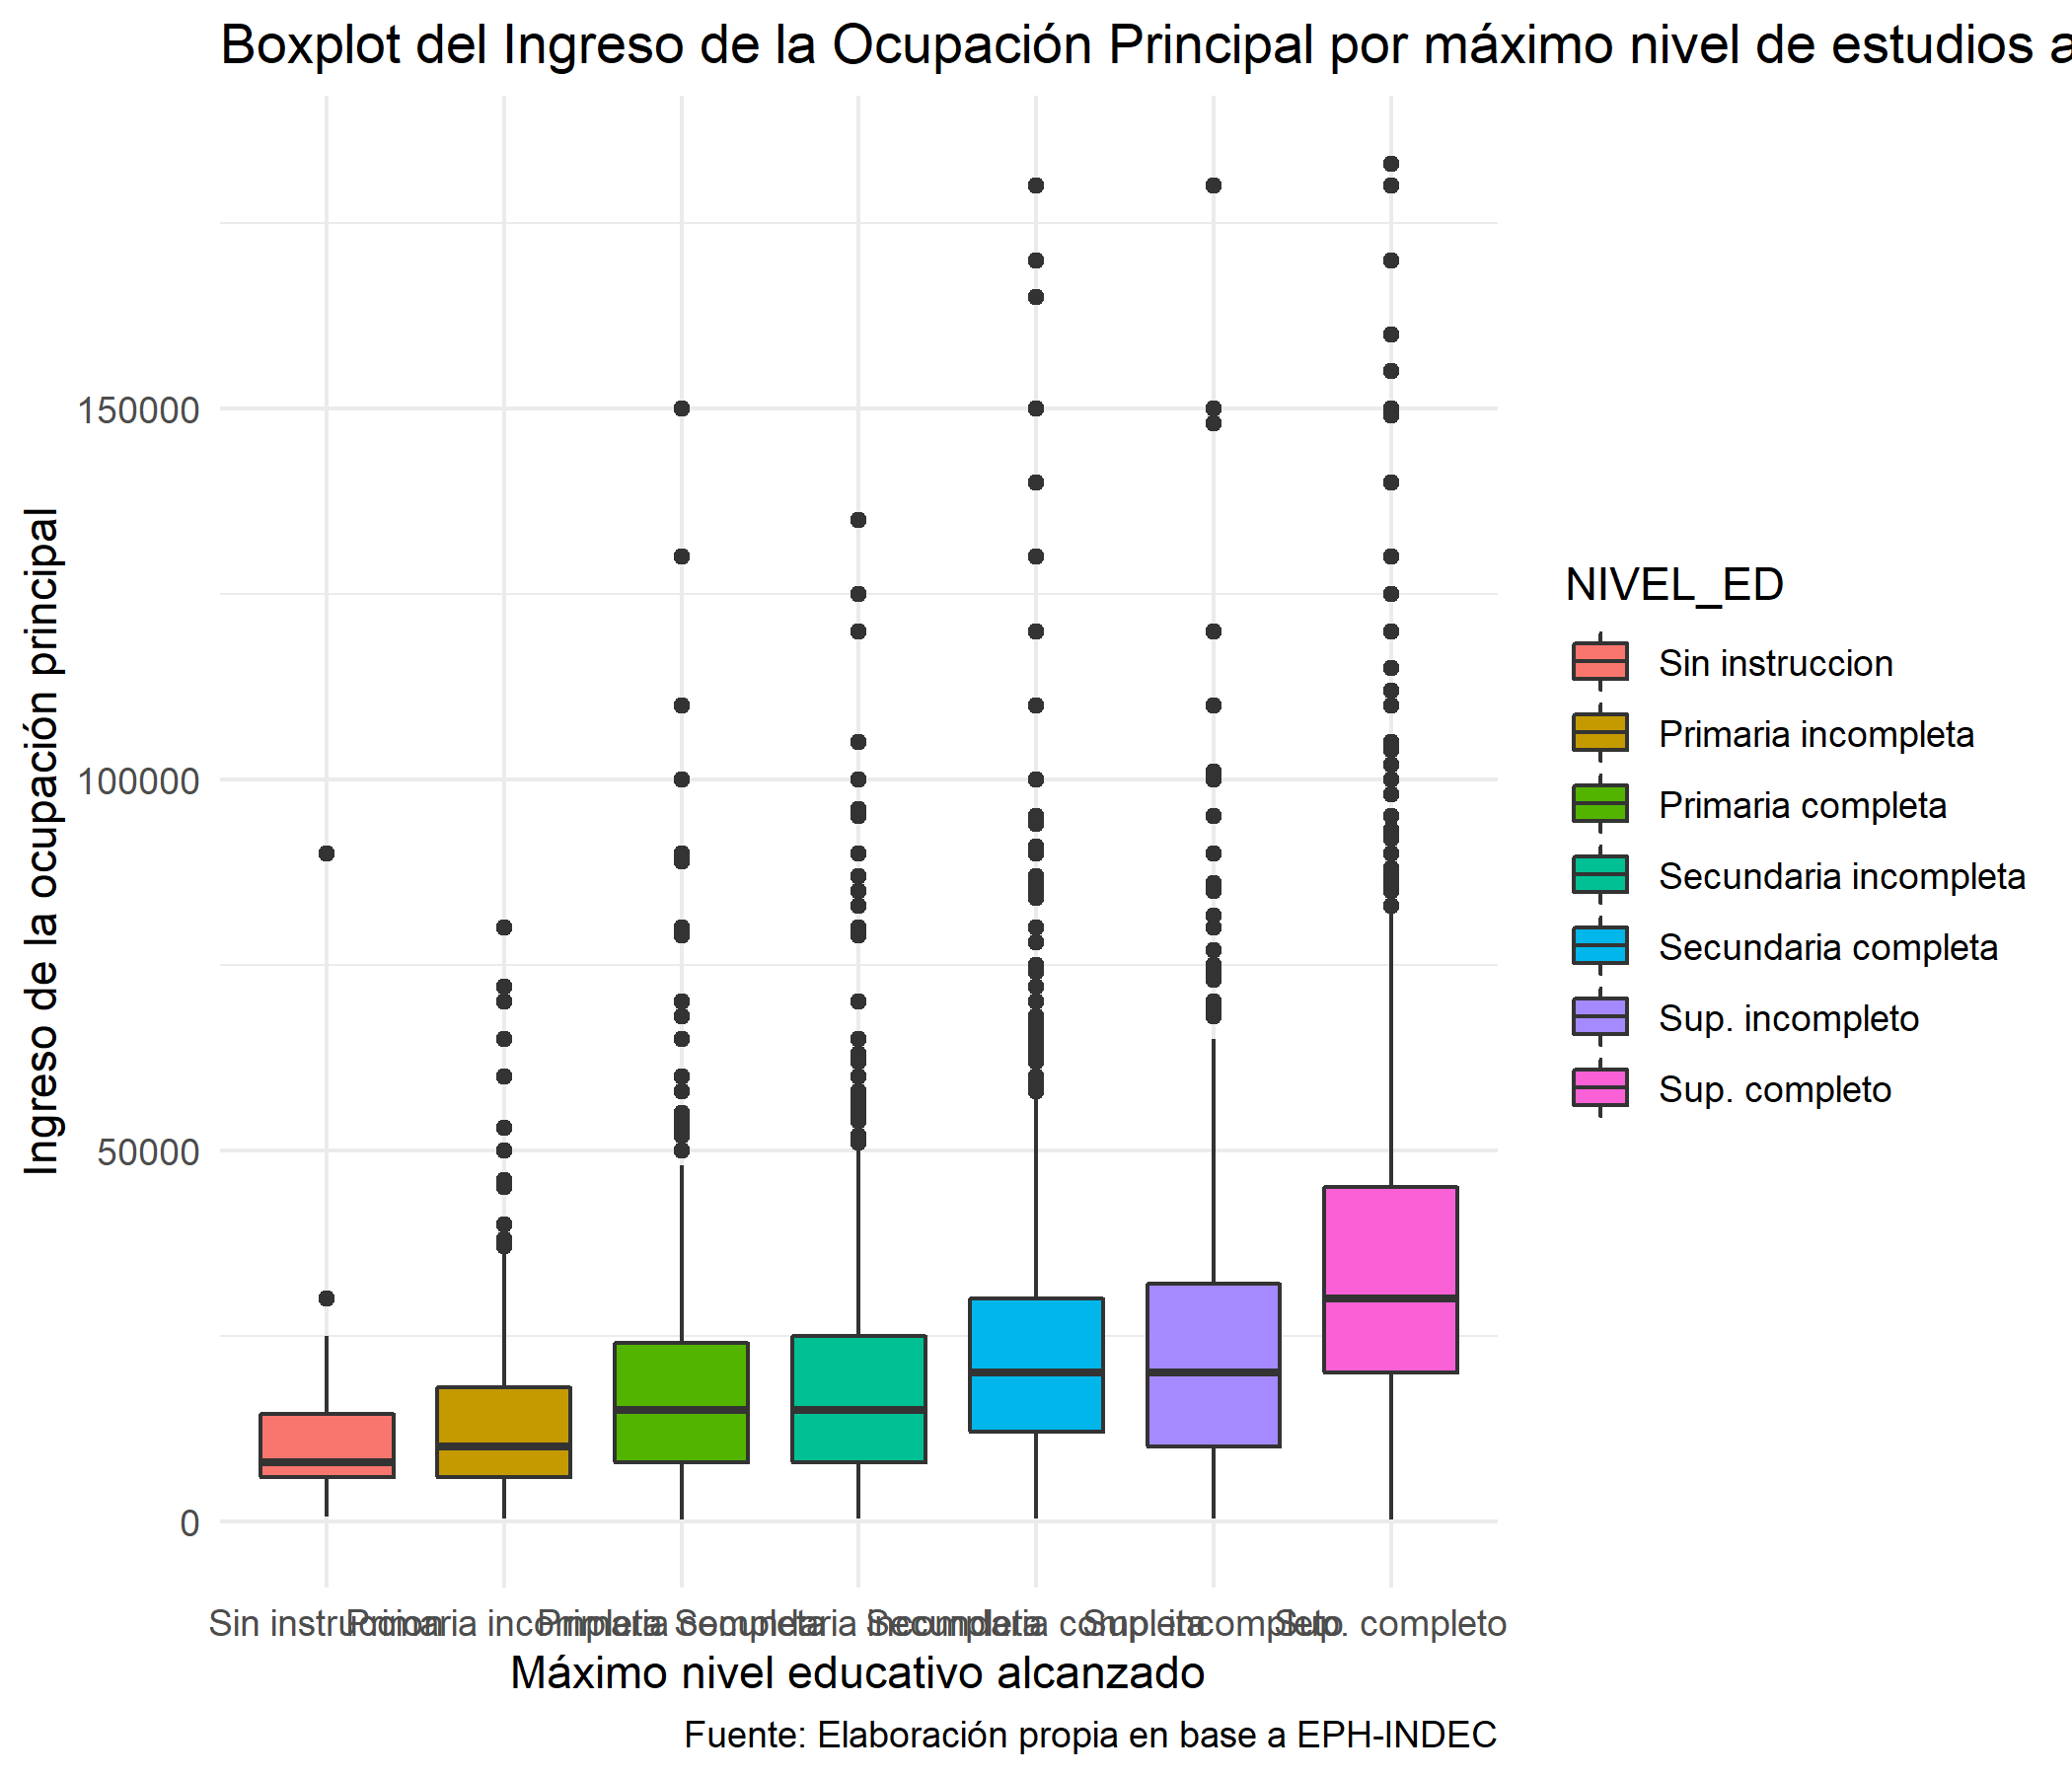 Boxplot del Ingreso de la Ocupación Principal por máximo nivel de estudios a
Ingreso de la ocupación principal
150000
100000
50000
0
Sin instruccion Primaria incompleta Primaria completa Secundaria incompleta Secundaria completa Sup. incompleto Sup. completo
Máximo nivel educativo alcanzado
Fuente: Elaboración propia en base a EPH-INDEC
NIVEL_ED
Sin instruccion
Primaria incompleta
Primaria completa
Secundaria incompleta
Secundaria completa
Sup. incompleto
Sup. completo